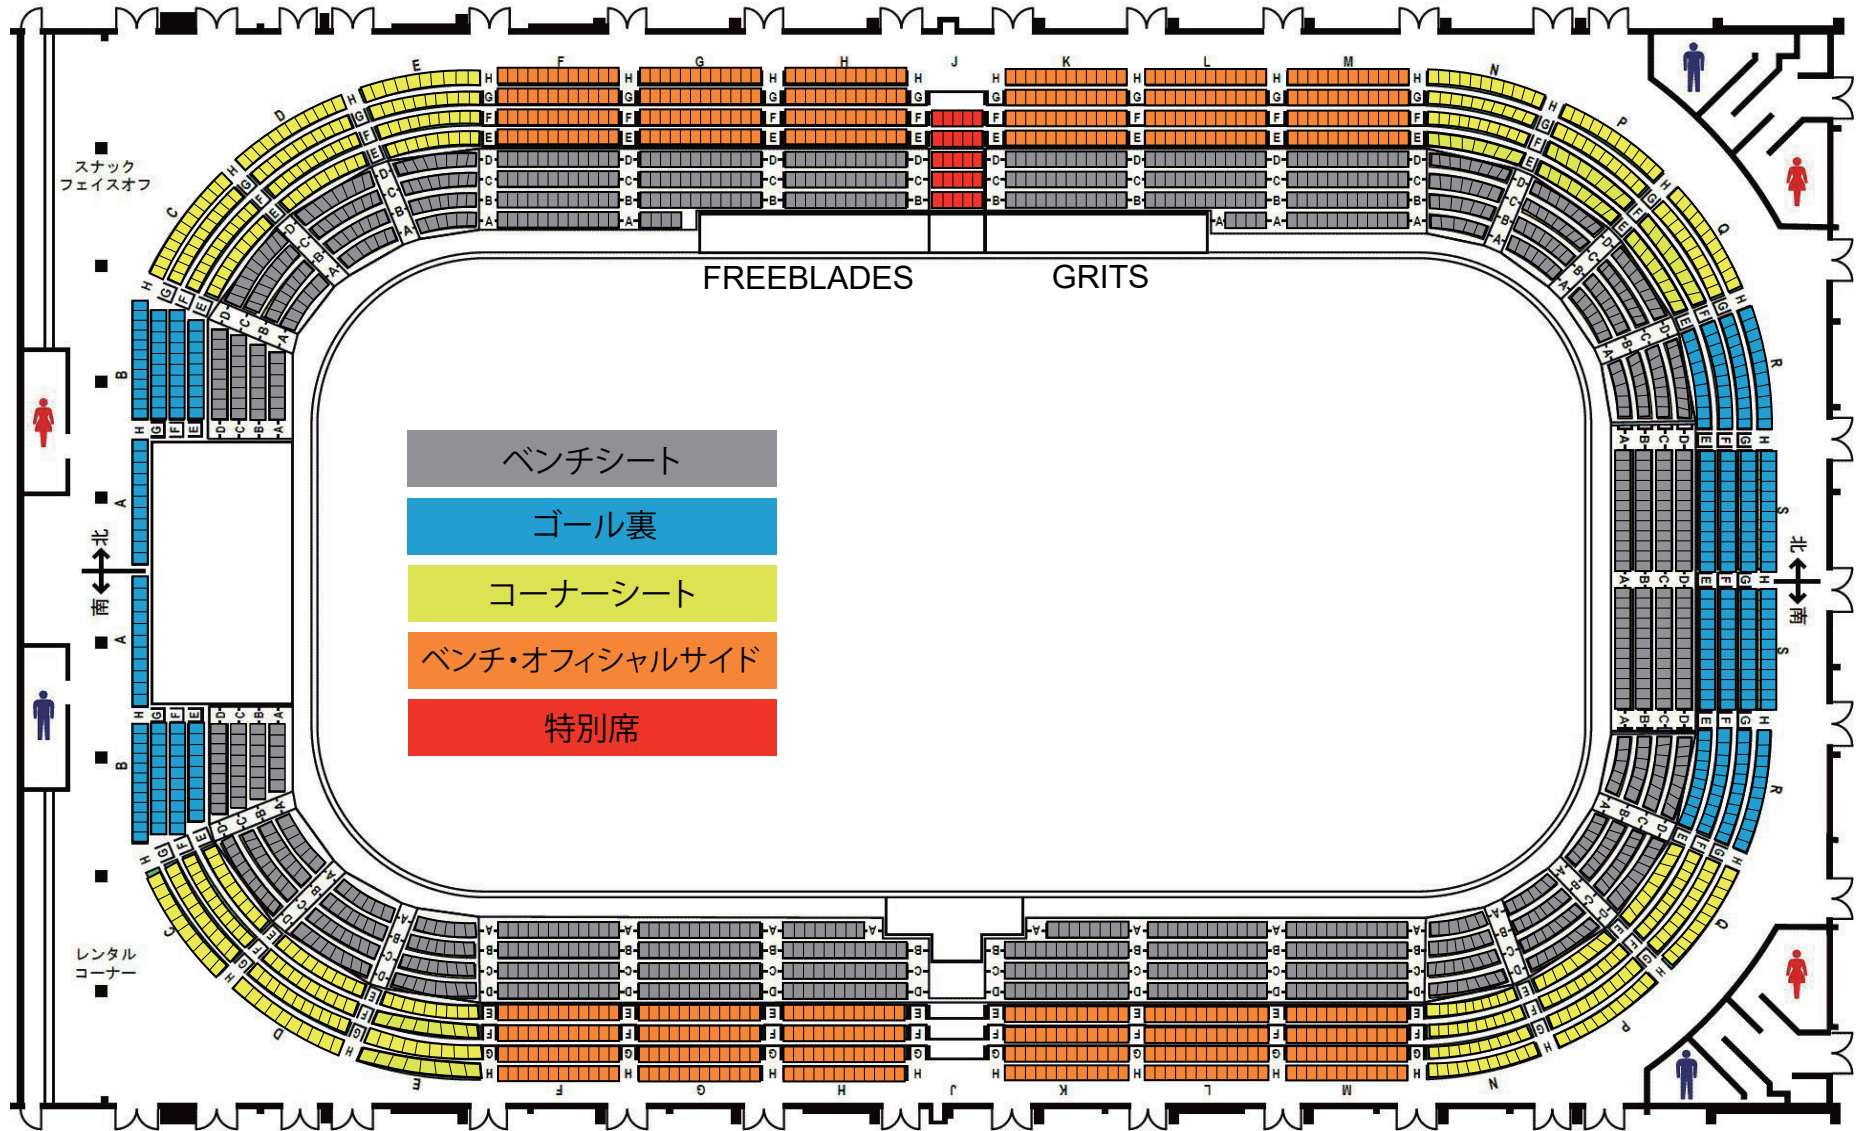 E F G H J K L M N
D P
C Q
スナック
フェイスオフ
H G F E D C B A
FREEBLADES GRITS
B R
ベンチシート
ゴール裏
コーナーシート
ベンチ・オフィシャルサイド
特別席
A S
北
南
北
南
A S
B R
レンタル
コーナー
C Q
D P
E F G H J K L M N